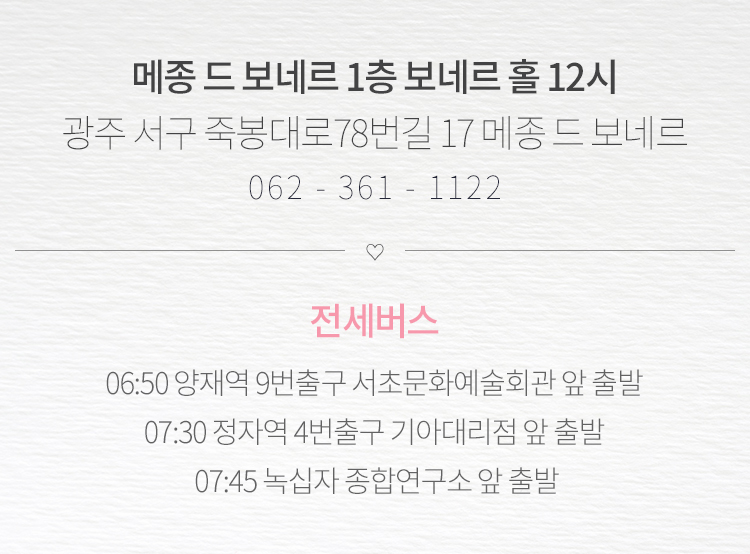 메종 드 보네르 1층 보네르 홀 12시
광주 서구 죽봉대로78번길 17 메종 드 보네르
062 - 361 - 1122
전세버스
06:50 양재역 9번출구 서초문화예술회관 앞 출발
07:30 정자역 4번출구 기아대리점 앞 출발
07:45 녹십자 종합연구소 앞 출발